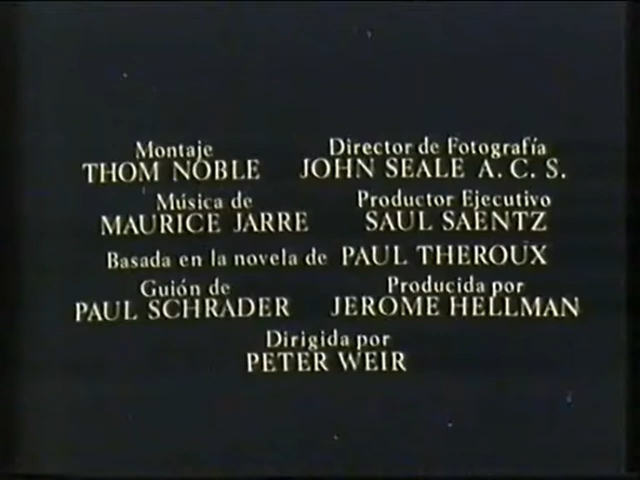 Montaje Director de Fotografía
THOM NOBLE JOHN SEALE A. C. S.
Música de Productor Ejecutivo
MAURICE JARRE SAUL SAENTZ
Basada en la novela de PAUL THEROUX
Guión de Producida por
PAUL SCHRADER JEROME HELLMAN
Dirigida por
PETER WEIR